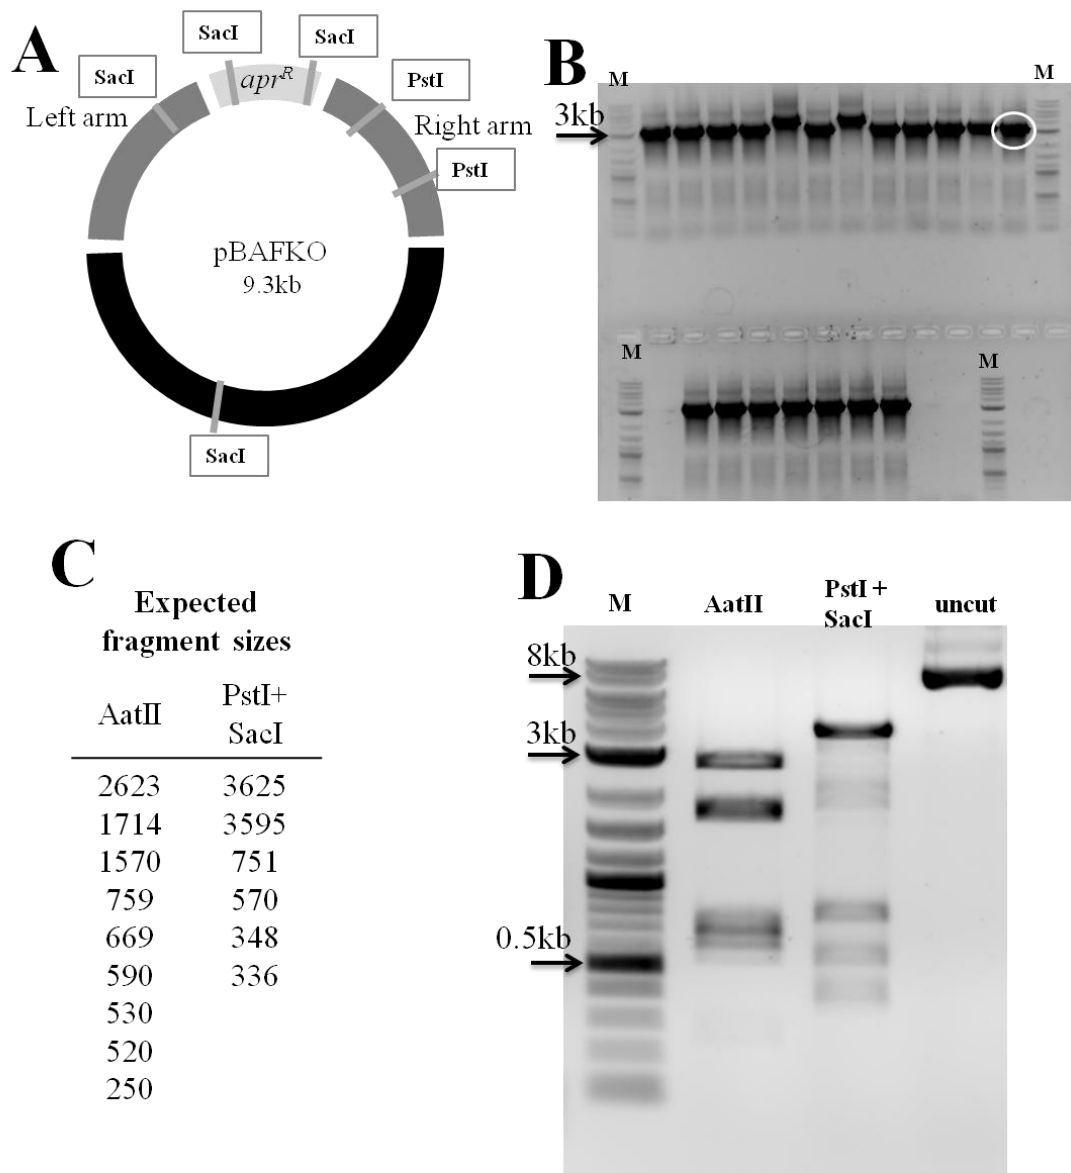 A
SacI
SacI
SacI
apr^R
PstI
Left arm
Right arm
PstI
pBAFKO
9.3kb
SacI
B
M
M
3kb
M
M
C
Expected
fragment sizes
AatII
PstI+
SacI
2623 3625
1714 3595
1570 751
759 570
669 348
590 336
530
520
250
D
M
AatII
PstI +
SacI
uncut
8kb
3kb
0.5kb